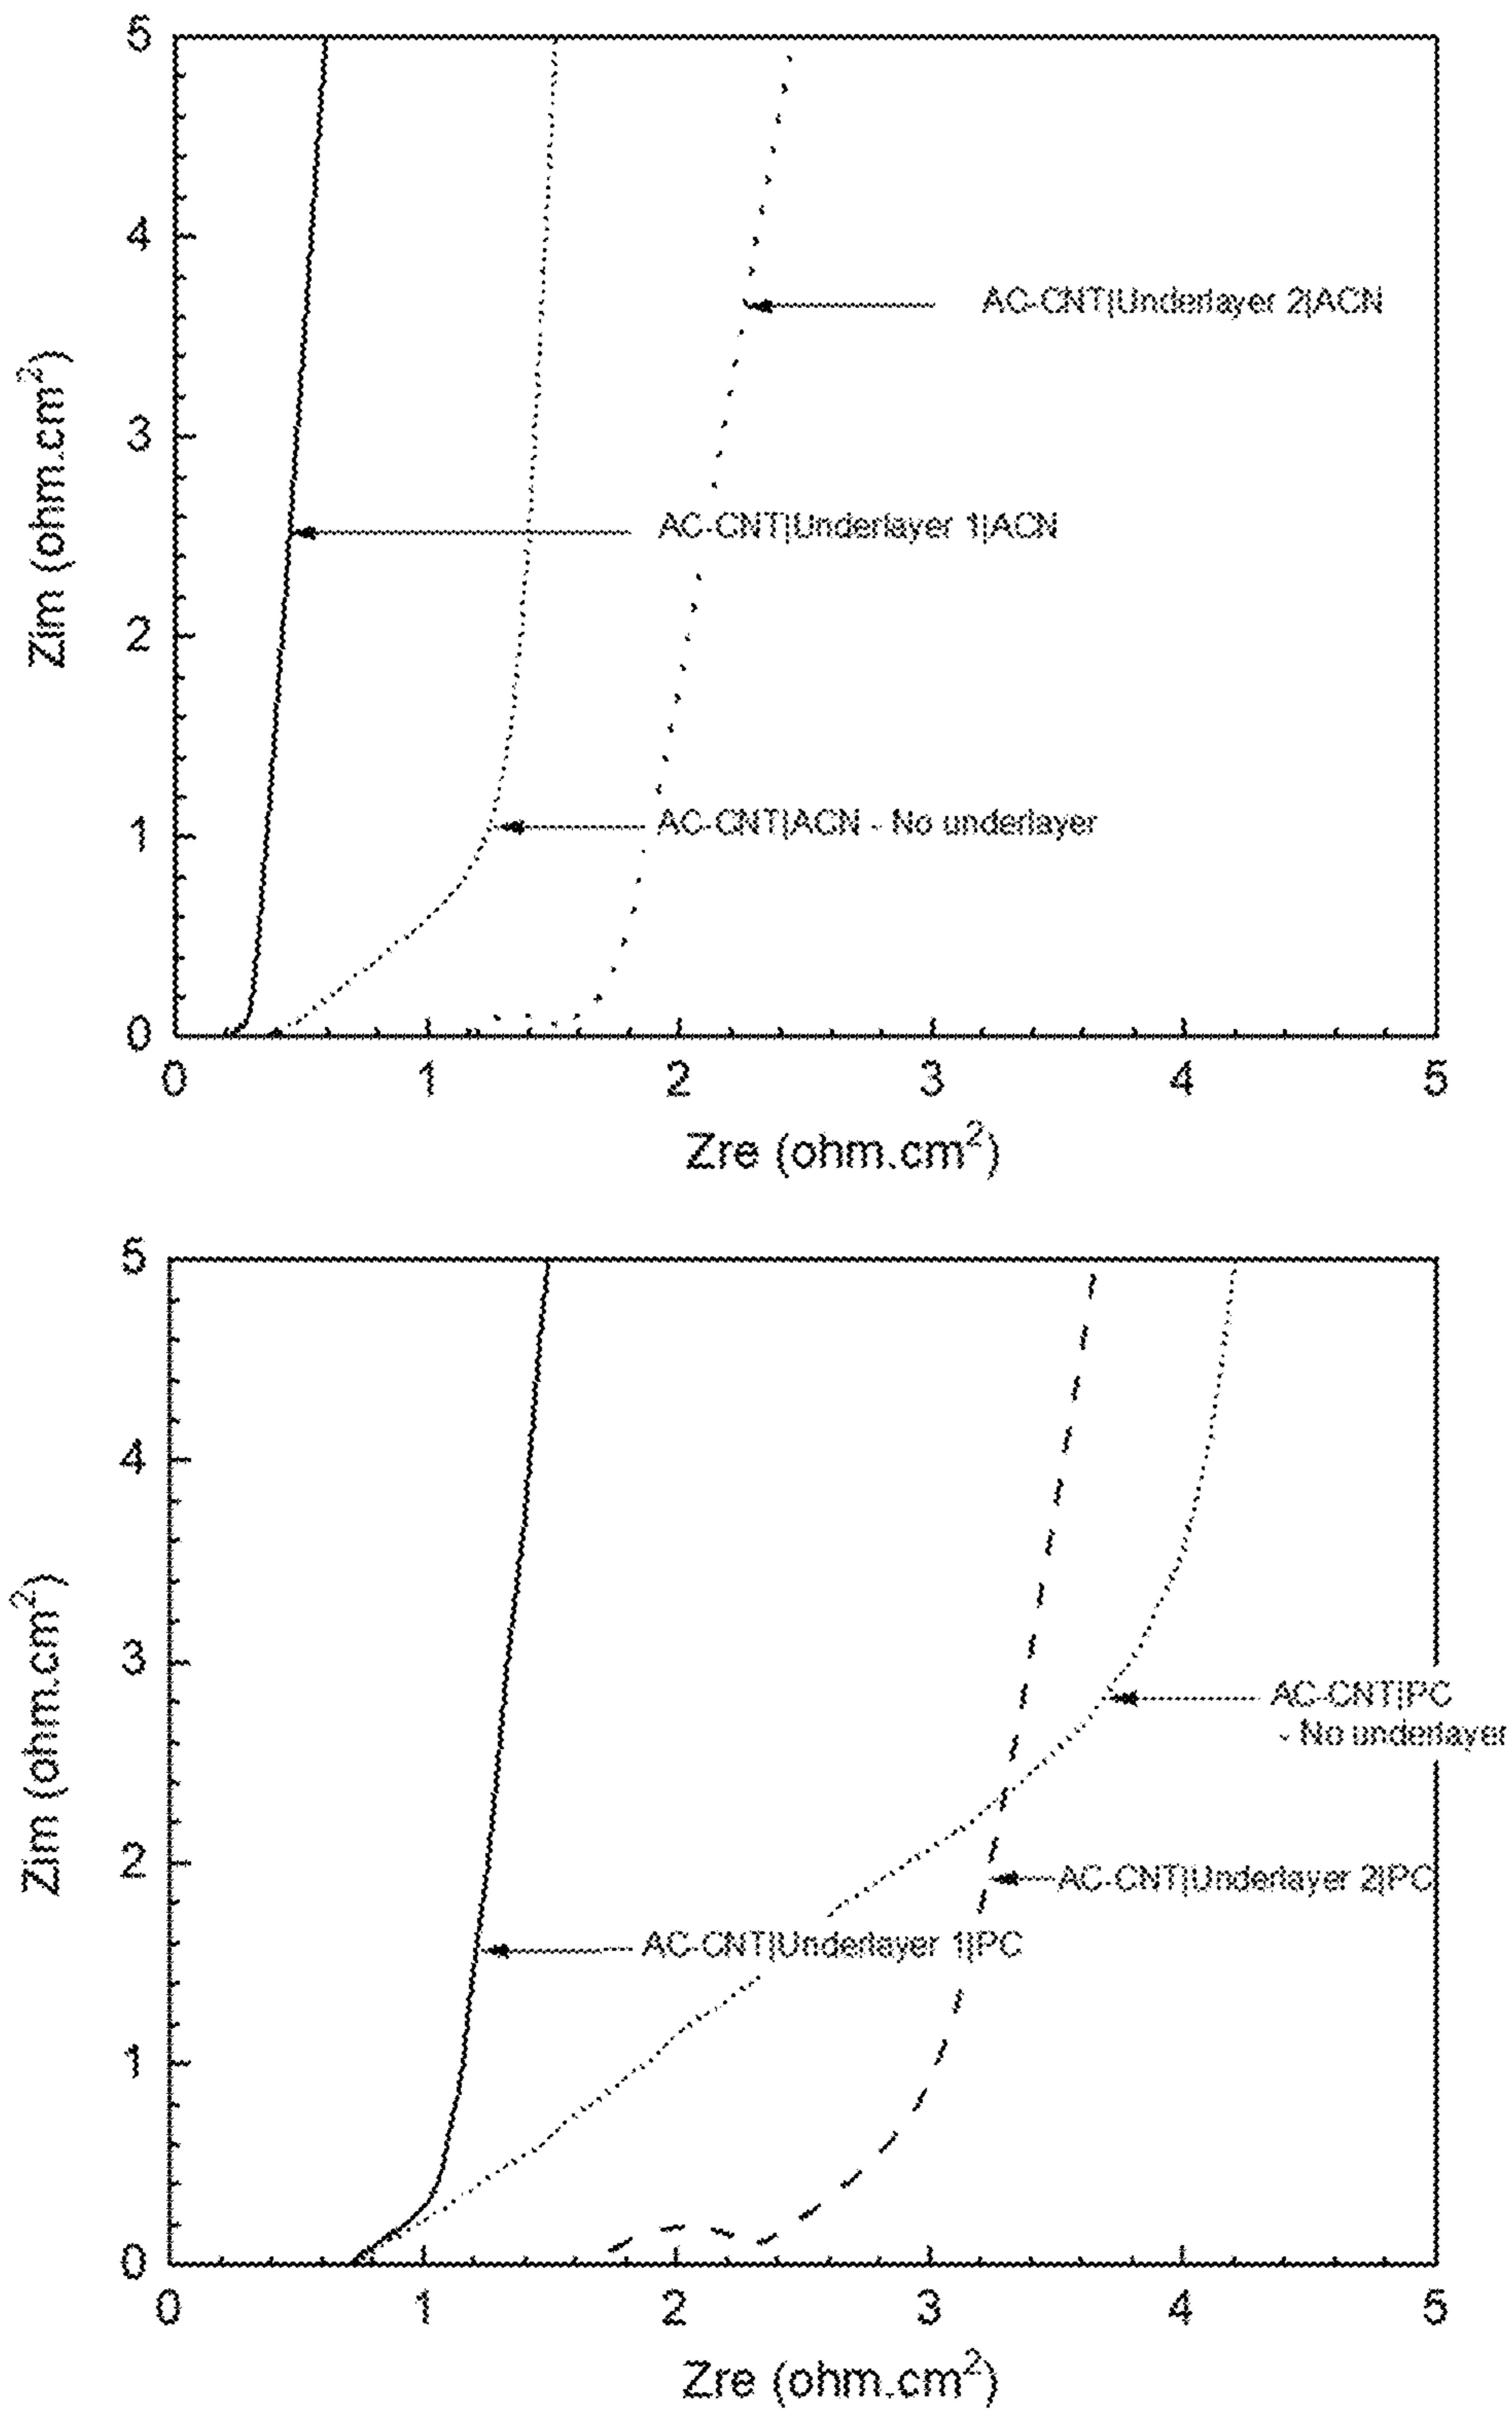 5
4
3
2
1
0
Zim (ohm.cm²)
AC-CNT|Underlayer 2|ACN
AC-CNT|Underlayer 1|ACN
AC-CNT|ACN - No underlayer
0 1 2 3 4 5
Zre (ohm.cm²)
5
4
3
2
1
0
Zim (ohm.cm²)
AC-CNT|PC
- No underlayer
AC-CNT|Underlayer 2|PC
AC-CNT|Underlayer 1|PC
0 1 2 3 4 5
Zre (ohm.cm²)